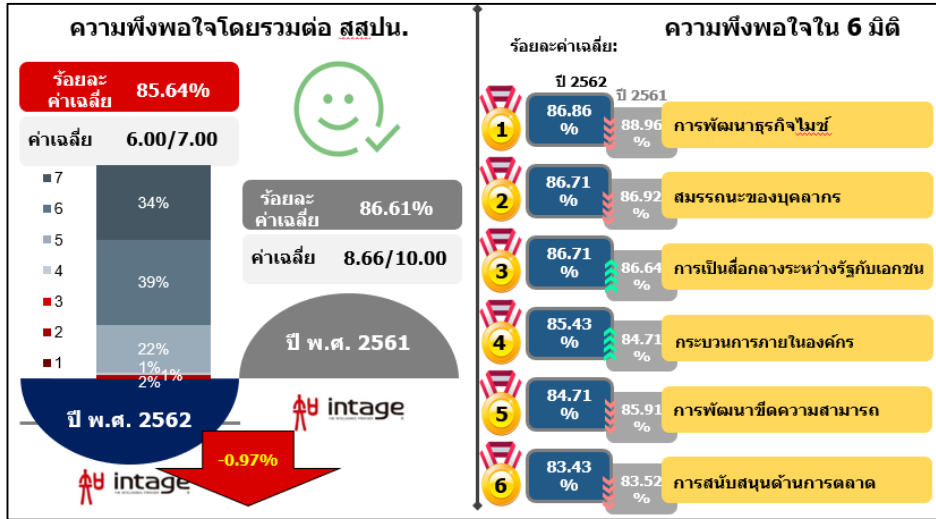 ความพึงพอใจโดยรวมต่อ สสปน.
ร้อยละ
ค่าเฉลี่ย
85.64%
ค่าเฉลี่ย
6.00/7.00
7
6
5
4
3
2
1
34%
39%
22%
1%
1%
2%
ปี พ.ศ. 2562
intage
ร้อยละ
ค่าเฉลี่ย
86.61%
ค่าเฉลี่ย
8.66/10.00
ปี พ.ศ. 2561
intage
-0.97%
ความพึงพอใจใน 6 มิติ
ร้อยละค่าเฉลี่ย:
ปี 2562
ปี 2561
1
86.86
%
88.96
%
การพัฒนาธุรกิจไมซ์
2
86.71
%
86.92
%
สมรรถนะของบุคลากร
3
86.71
%
86.64
%
การเป็นสื่อกลางระหว่างรัฐกับเอกชน
4
85.43
%
84.71
%
กระบวนการภายในองค์กร
5
84.71
%
85.91
%
การพัฒนาขีดความสามารถ
6
83.43
%
83.52
%
การสนับสนุนด้านการตลาด